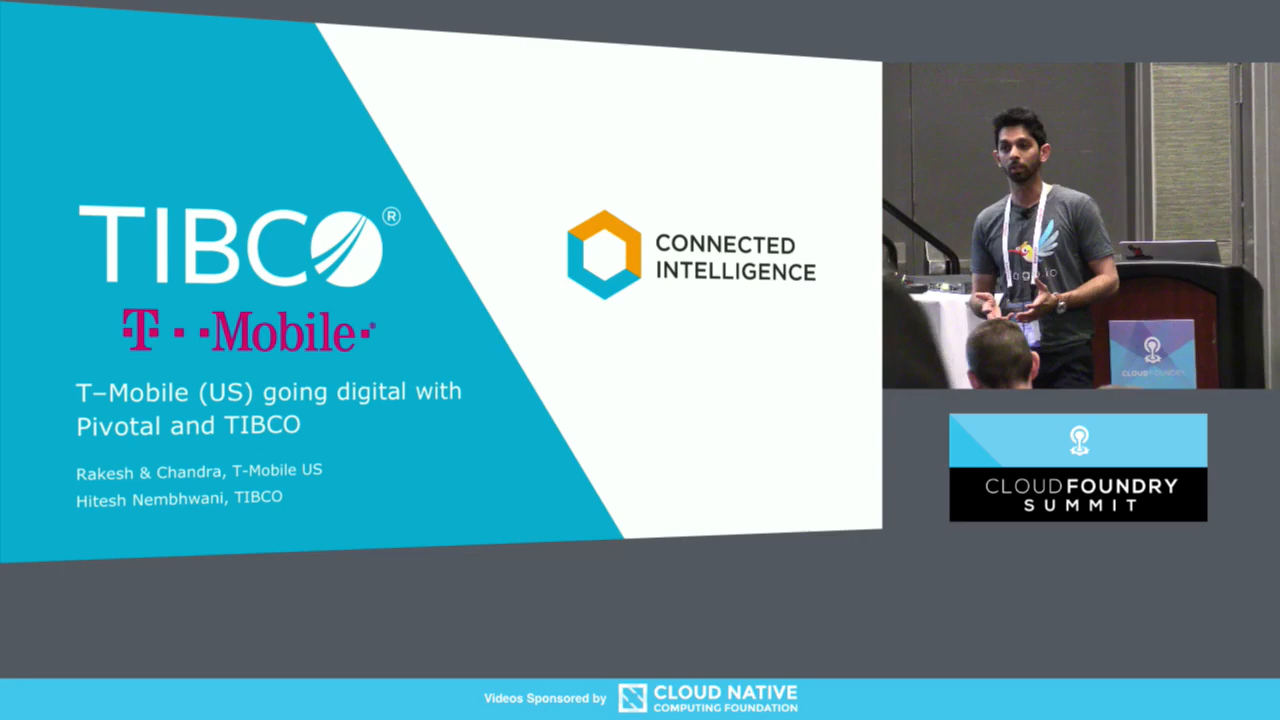 TIBCO®
T··Mobile·®
T–Mobile (US) going digital with
Pivotal and TIBCO
Rakesh & Chandra, T-Mobile US
Hitesh Nembhwani, TIBCO
CONNECTED
INTELLIGENCE
CLOUDFOUNDRY
CLOUDFOUNDRY
SUMMIT
Videos Sponsored by
CLOUD NATIVE
COMPUTING FOUNDATION